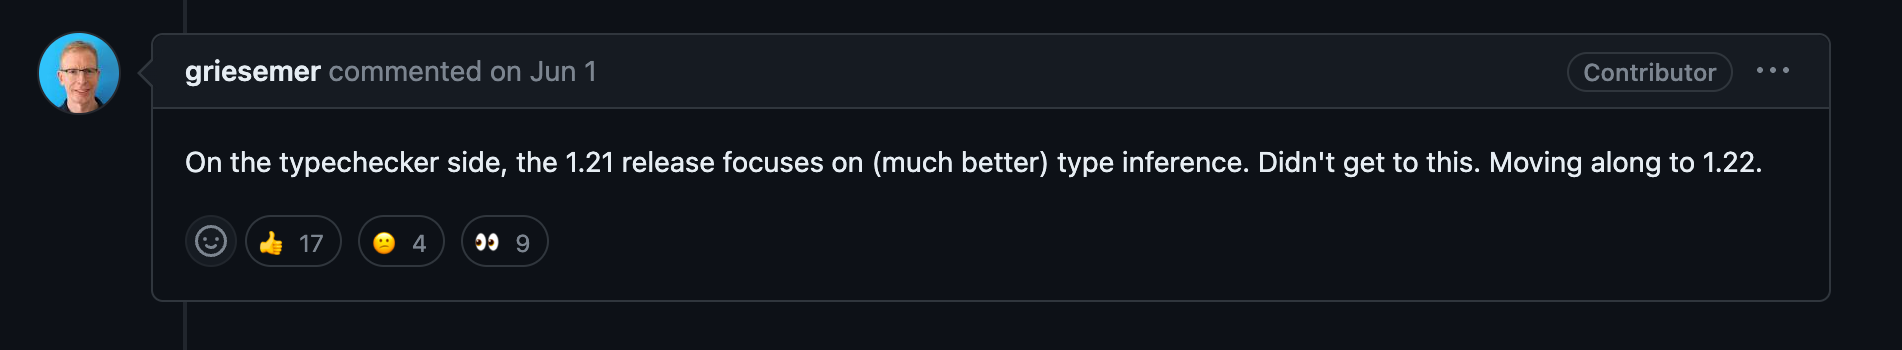 griesemer commented on Jun 1
Contributor
On the typechecker side, the 1.21 release focuses on (much better) type inference. Didn't get to this. Moving along to 1.22.
👍 17 😕 4 👀 9